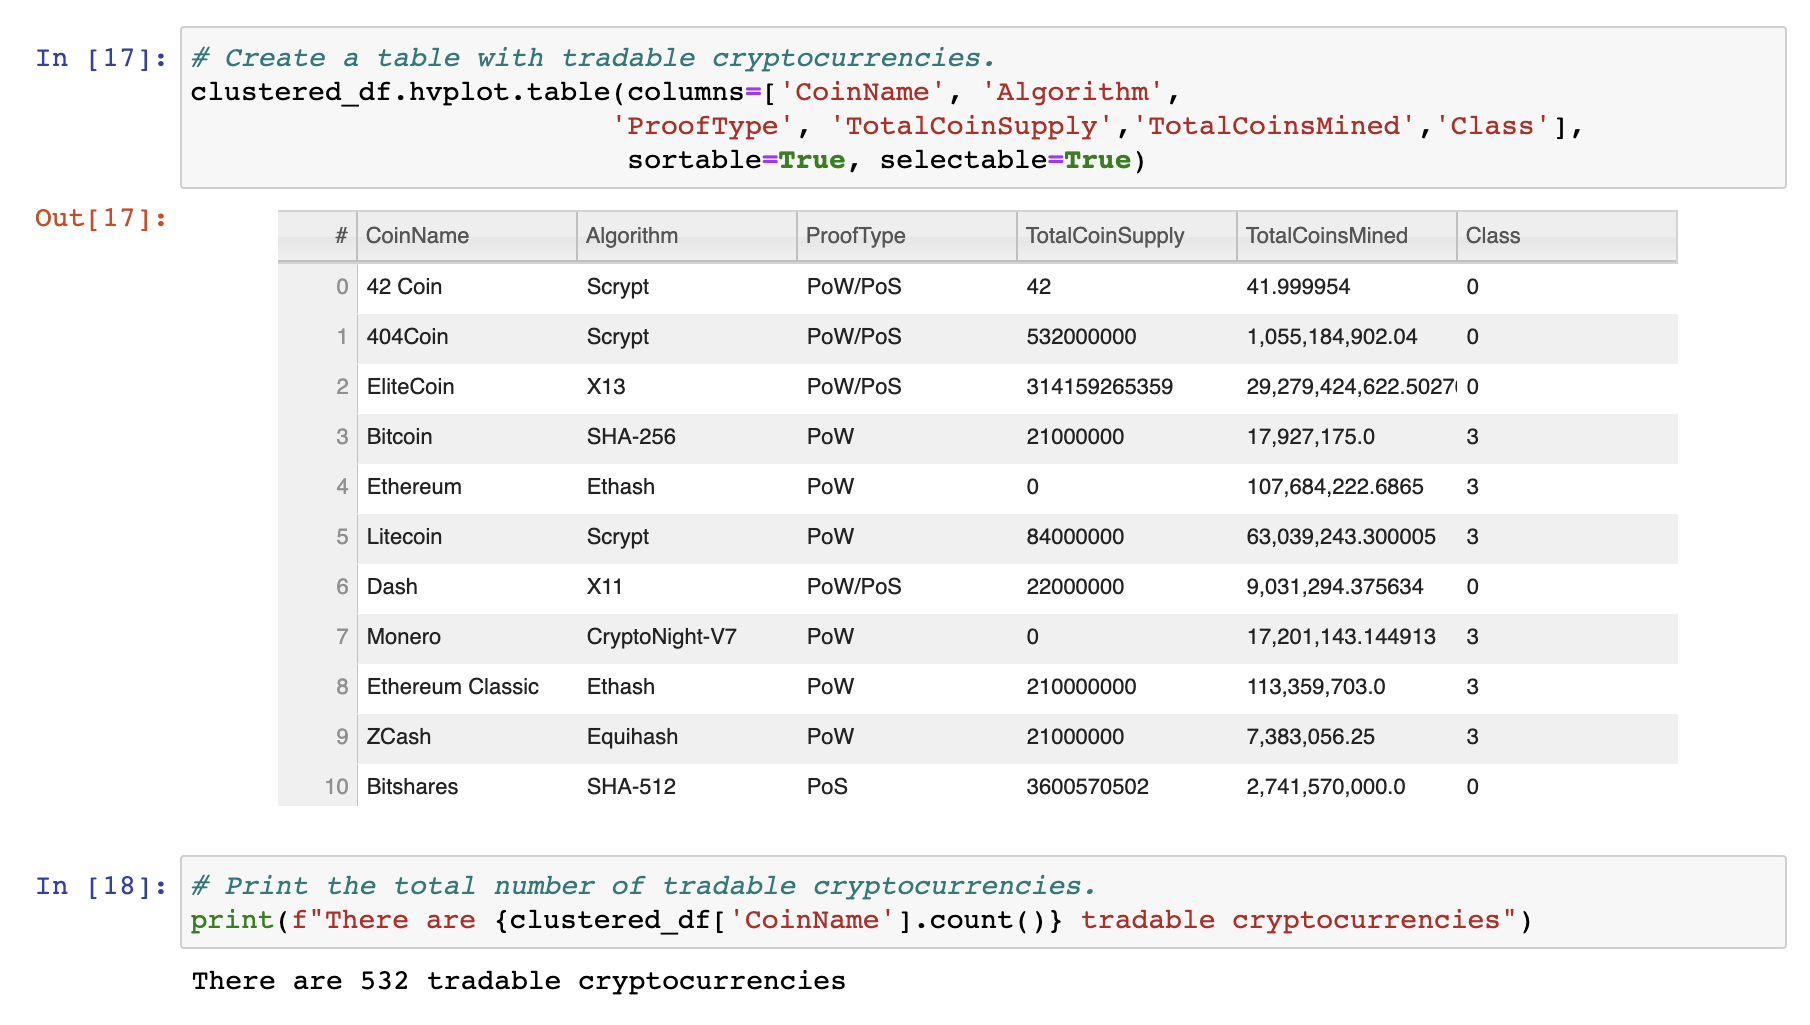 In [17]:
# Create a table with tradable cryptocurrencies.
clustered_df.hvplot.table(columns=['CoinName', 'Algorithm',
'ProofType', 'TotalCoinSupply','TotalCoinsMined','Class'],
sortable=True, selectable=True)
Out[17]:
# CoinName Algorithm ProofType TotalCoinSupply TotalCoinsMined Class
0 42 Coin Scrypt PoW/PoS 42 41.999954 0
1 404Coin Scrypt PoW/PoS 532000000 1,055,184,902.04 0
2 EliteCoin X13 PoW/PoS 314159265359 29,279,424,622.5027 0
3 Bitcoin SHA-256 PoW 21000000 17,927,175.0 3
4 Ethereum Ethash PoW 0 107,684,222.6865 3
5 Litecoin Scrypt PoW 84000000 63,039,243.300005 3
6 Dash X11 PoW/PoS 22000000 9,031,294.375634 0
7 Monero CryptoNight-V7 PoW 0 17,201,143.144913 3
8 Ethereum Classic Ethash PoW 210000000 113,359,703.0 3
9 ZCash Equihash PoW 21000000 7,383,056.25 3
10 Bitshares SHA-512 PoS 3600570502 2,741,570,000.0 0
In [18]:
# Print the total number of tradable cryptocurrencies.
print(f"There are {clustered_df['CoinName'].count()} tradable cryptocurrencies")
There are 532 tradable cryptocurrencies